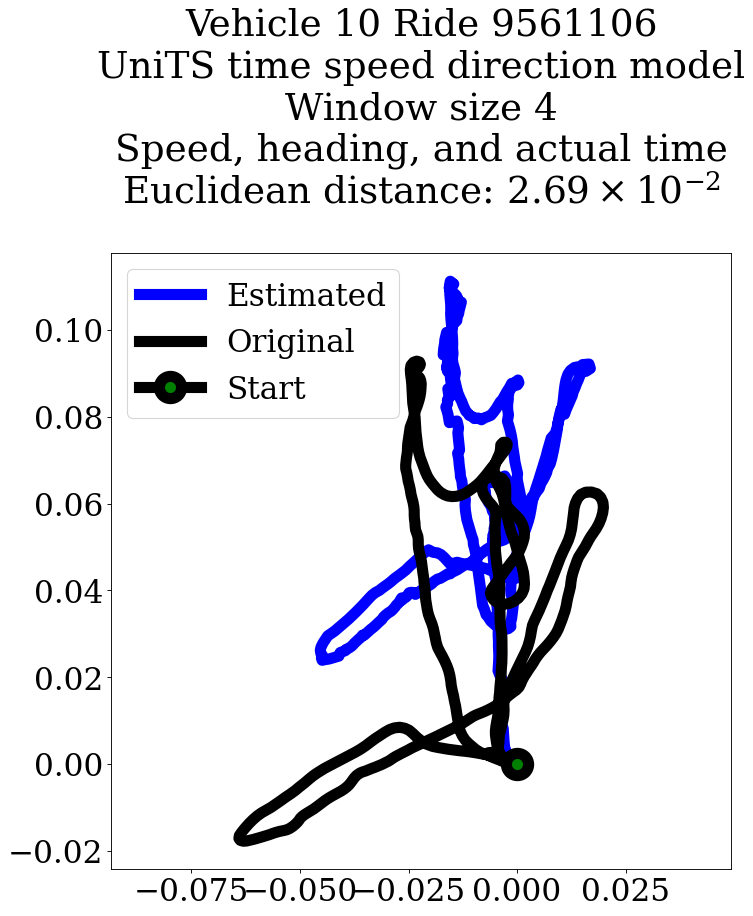 Vehicle 10 Ride 9561106
UniTS time speed direction model
Window size 4
Speed, heading, and actual time
Euclidean distance: 2.69 × 10⁻²
Estimated
Original
Start
0.10
0.08
0.06
0.04
0.02
0.00
−0.02
−0.075 −0.050 −0.025 0.000 0.025